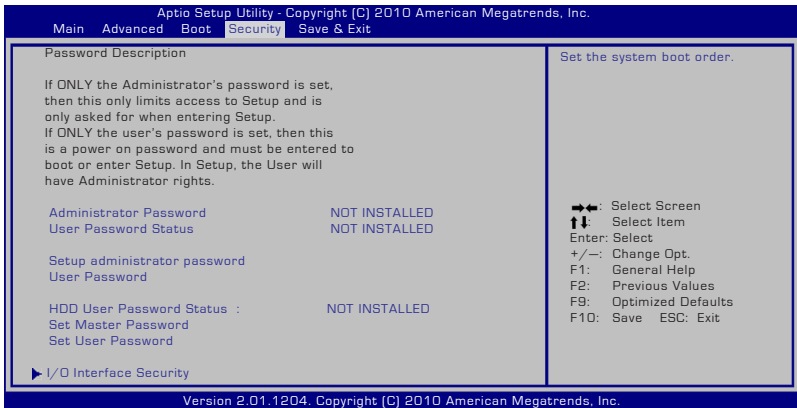 Aptio Setup Utility - Copyright (C) 2010 American Megatrends, Inc.
Main Advanced Boot Security Save & Exit
Password Description
If ONLY the Administrator's password is set,
then this only limits access to Setup and is
only asked for when entering Setup.
If ONLY the user's password is set, then this
is a power on password and must be entered to
boot or enter Setup. In Setup, the User will
have Administrator rights.
Administrator Password NOT INSTALLED
User Password Status NOT INSTALLED
Setup administrator password
User Password
HDD User Password Status : NOT INSTALLED
Set Master Password
Set User Password
I/O Interface Security
Set the system boot order.
→←: Select Screen
↑↓: Select Item
Enter: Select
+/—: Change Opt.
F1: General Help
F2: Previous Values
F9: Optimized Defaults
F10: Save ESC: Exit
Version 2.01.1204. Copyright (C) 2010 American Megatrends, Inc.